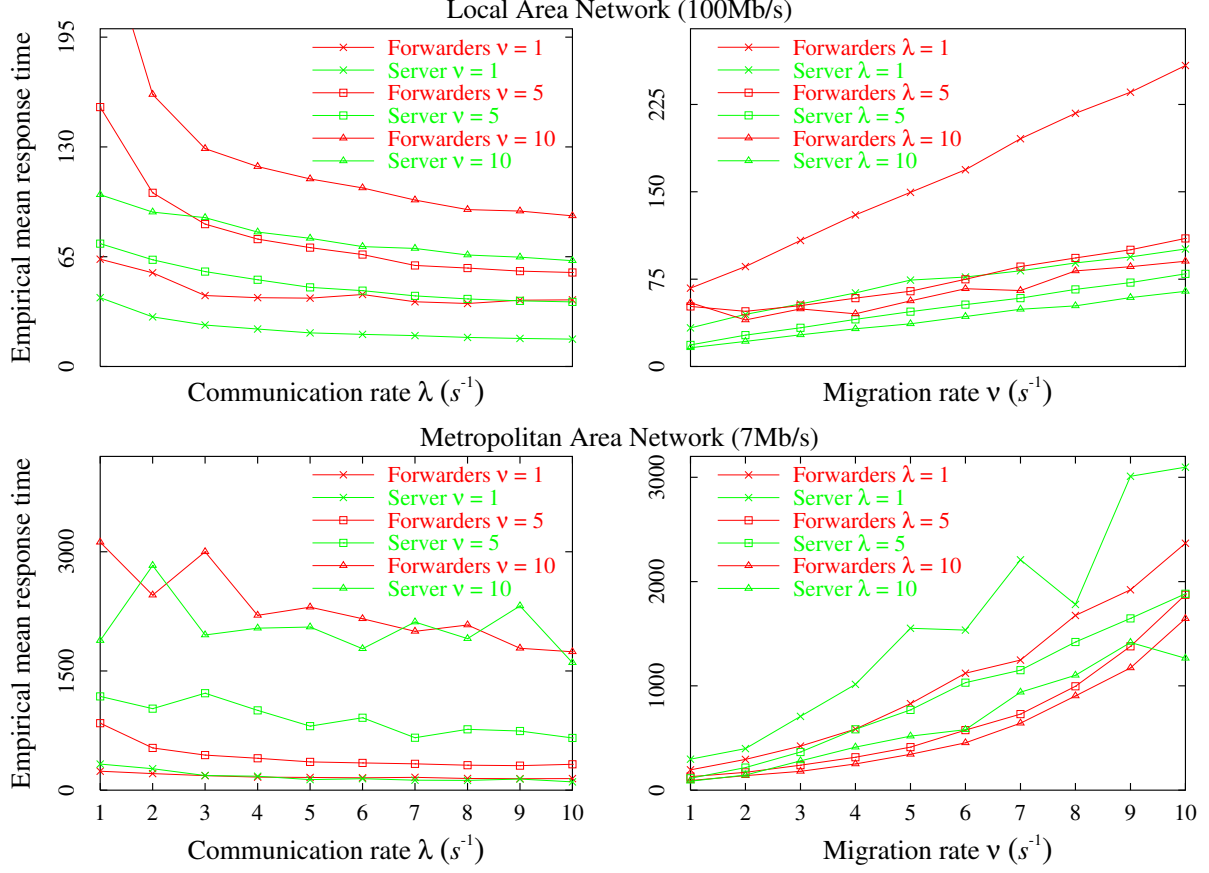 Local Area Network (100Mb/s)
Empirical mean response time
195
130
65
0
Forwarders ν = 1
Server ν = 1
Forwarders ν = 5
Server ν = 5
Forwarders ν = 10
Server ν = 10
Communication rate λ (s⁻¹)
225
150
75
0
Forwarders λ = 1
Server λ = 1
Forwarders λ = 5
Server λ = 5
Forwarders λ = 10
Server λ = 10
Migration rate ν (s⁻¹)
Metropolitan Area Network (7Mb/s)
Empirical mean response time
3000
1500
0
Forwarders ν = 1
Server ν = 1
Forwarders ν = 5
Server ν = 5
Forwarders ν = 10
Server ν = 10
1 2 3 4 5 6 7 8 9 10
Communication rate λ (s⁻¹)
3000
2000
1000
0
Forwarders λ = 1
Server λ = 1
Forwarders λ = 5
Server λ = 5
Forwarders λ = 10
Server λ = 10
1 2 3 4 5 6 7 8 9 10
Migration rate ν (s⁻¹)